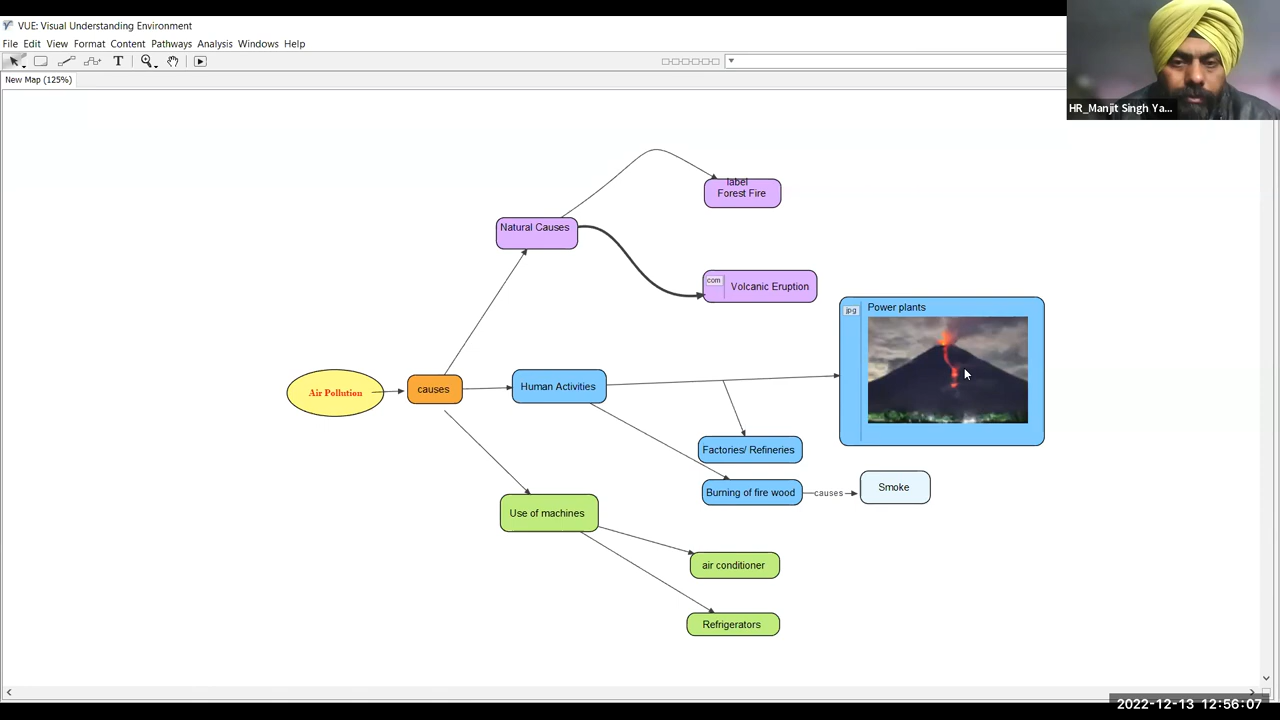 VUE: Visual Understanding Environment
File Edit View Format Content Pathways Analysis Windows Help
T
New Map (125%)
HR_Manjit Singh Ya...
label
Forest Fire
Natural Causes
com
Volcanic Eruption
jpg
Power plants
Air Pollution
causes
Human Activities
Factories/ Refineries
Burning of fire wood
causes
Smoke
Use of machines
air conditioner
Refrigerators
2022-12-13 12:56:07